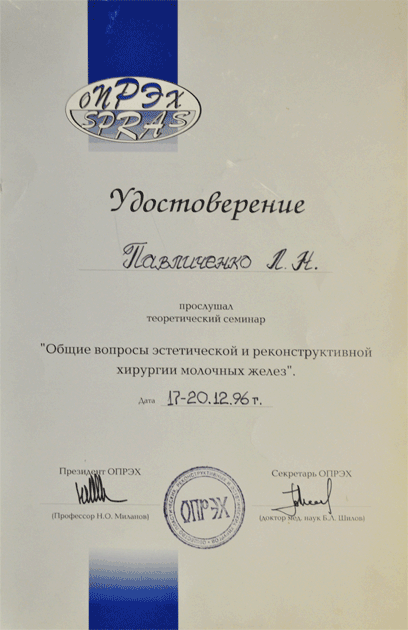 ОПРЭХ
SPRAS
Удостоверение
Павличенко Л. Н.
прослушал
теоретический семинар
"Общие вопросы эстетической и реконструктивной
хирургии молочных желез".
Дата 17-20.12.96 г.
Президент ОПРЭХ
Секретарь ОПРЭХ
(Профессор Н.О. Миланов)
ОПРЭХ
(доктор мед. наук Б.Л. Шилов)